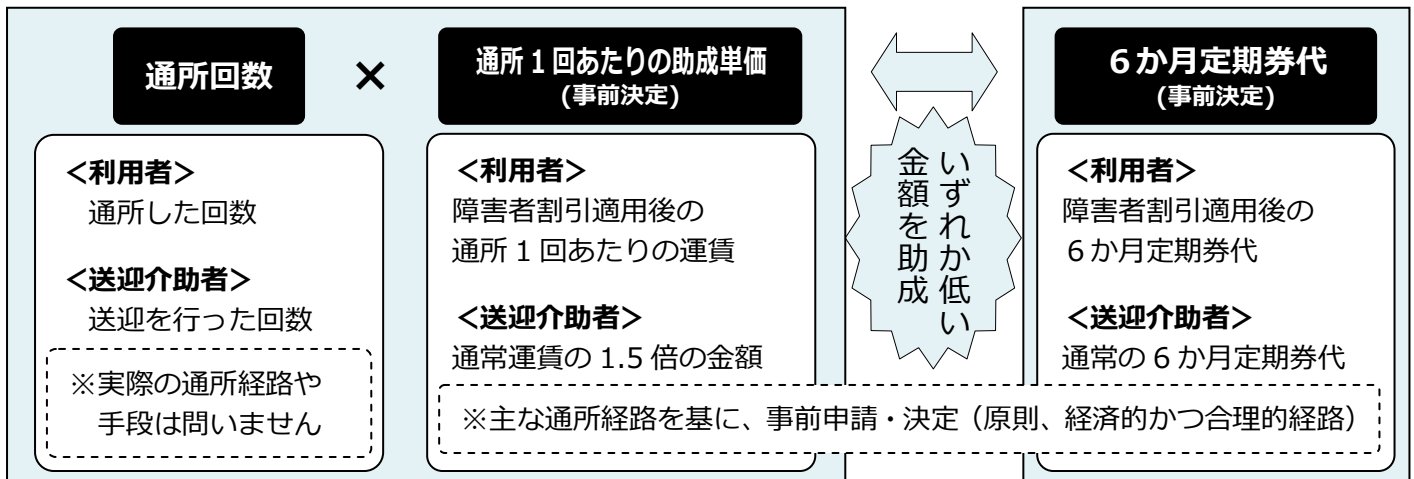 通所回数
×
通所1回あたりの助成単価
(事前決定)
6か月定期券代
(事前決定)
<利用者>
通所した回数
<送迎介助者>
送迎を行った回数
※実際の通所経路や
手段は問いません
<利用者>
障害者割引適用後の
通所1回あたりの運賃
<送迎介助者>
通常運賃の1.5倍の金額
いずれか低い
金額を助成
<利用者>
障害者割引適用後の
6か月定期券代
<送迎介助者>
通常の6か月定期券代
※主な通所経路を基に、事前申請・決定（原則、経済的かつ合理的経路）